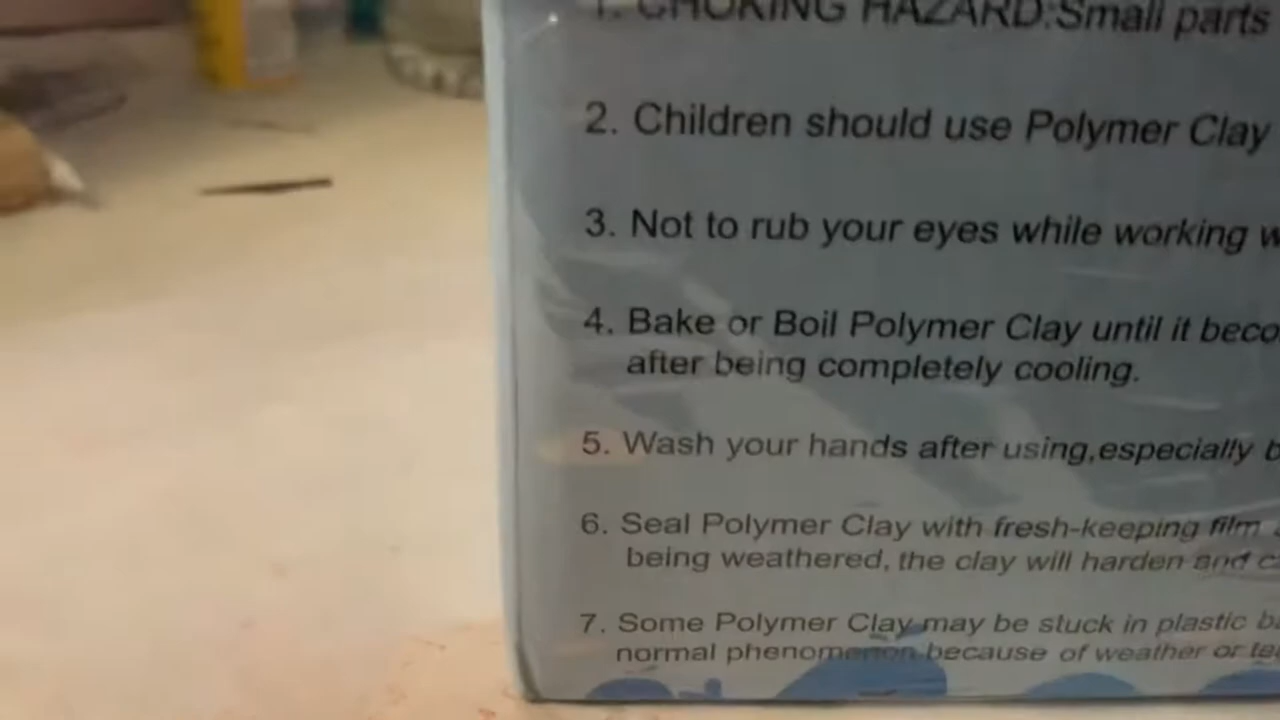 1. CHOKING HAZARD:Small parts
2. Children should use Polymer Clay
3. Not to rub your eyes while working
4. Bake or Boil Polymer Clay until it
after being completely cooling.
5. Wash your hands after using,especially
6. Seal Polymer Clay with fresh-keeping film
being weathered, the clay will harden and
7. Some Polymer Clay may be stuck in plastic
normal phenomenon because of weather or